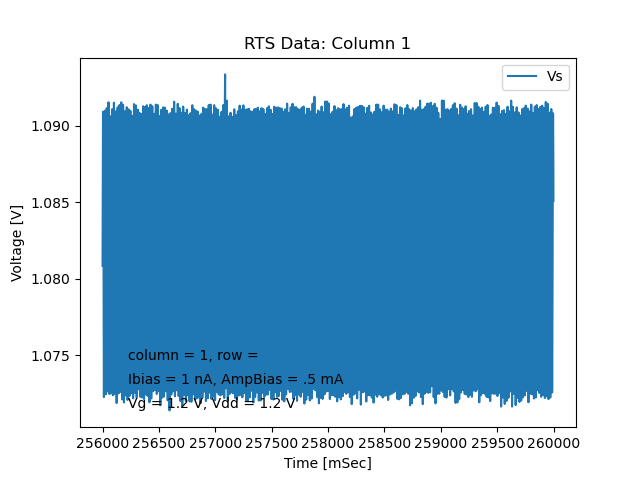 RTS Data: Column 1
Vs
1.090
1.085
1.080
1.075
Voltage [V]
column = 1, row =
Ibias = 1 nA, AmpBias = .5 mA
Vg = 1.2 V, Vdd = 1.2 V
256000 256500 257000 257500 258000 258500 259000 259500 260000
Time [mSec]